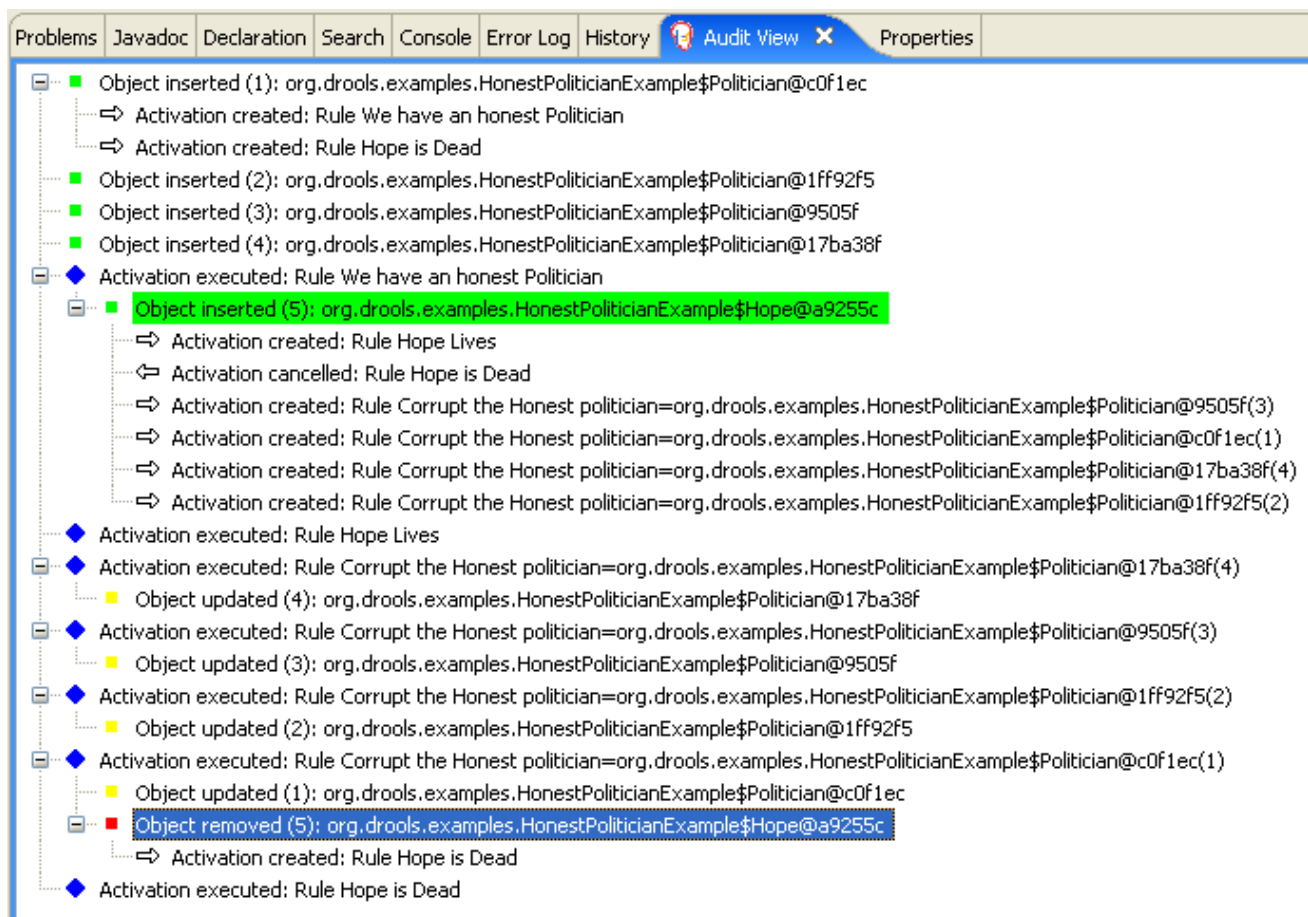 Problems Javadoc Declaration Search Console Error Log History Audit View Properties
Object inserted (1): org.drools.examples.HonestPoliticianExample$Politician@c0f1ec
Activation created: Rule We have an honest Politician
Activation created: Rule Hope is Dead
Object inserted (2): org.drools.examples.HonestPoliticianExample$Politician@1ff92f5
Object inserted (3): org.drools.examples.HonestPoliticianExample$Politician@9505f
Object inserted (4): org.drools.examples.HonestPoliticianExample$Politician@17ba38f
Activation executed: Rule We have an honest Politician
Object inserted (5): org.drools.examples.HonestPoliticianExample$Hope@a9255c
Activation created: Rule Hope Lives
Activation cancelled: Rule Hope is Dead
Activation created: Rule Corrupt the Honest politician=org.drools.examples.HonestPoliticianExample$Politician@9505f(3)
Activation created: Rule Corrupt the Honest politician=org.drools.examples.HonestPoliticianExample$Politician@c0f1ec(1)
Activation created: Rule Corrupt the Honest politician=org.drools.examples.HonestPoliticianExample$Politician@17ba38f(4)
Activation created: Rule Corrupt the Honest politician=org.drools.examples.HonestPoliticianExample$Politician@1ff92f5(2)
Activation executed: Rule Hope Lives
Activation executed: Rule Corrupt the Honest politician=org.drools.examples.HonestPoliticianExample$Politician@17ba38f(4)
Object updated (4): org.drools.examples.HonestPoliticianExample$Politician@17ba38f
Activation executed: Rule Corrupt the Honest politician=org.drools.examples.HonestPoliticianExample$Politician@9505f(3)
Object updated (3): org.drools.examples.HonestPoliticianExample$Politician@9505f
Activation executed: Rule Corrupt the Honest politician=org.drools.examples.HonestPoliticianExample$Politician@1ff92f5(2)
Object updated (2): org.drools.examples.HonestPoliticianExample$Politician@1ff92f5
Activation executed: Rule Corrupt the Honest politician=org.drools.examples.HonestPoliticianExample$Politician@c0f1ec(1)
Object updated (1): org.drools.examples.HonestPoliticianExample$Politician@c0f1ec
Object removed (5): org.drools.examples.HonestPoliticianExample$Hope@a9255c
Activation created: Rule Hope is Dead
Activation executed: Rule Hope is Dead